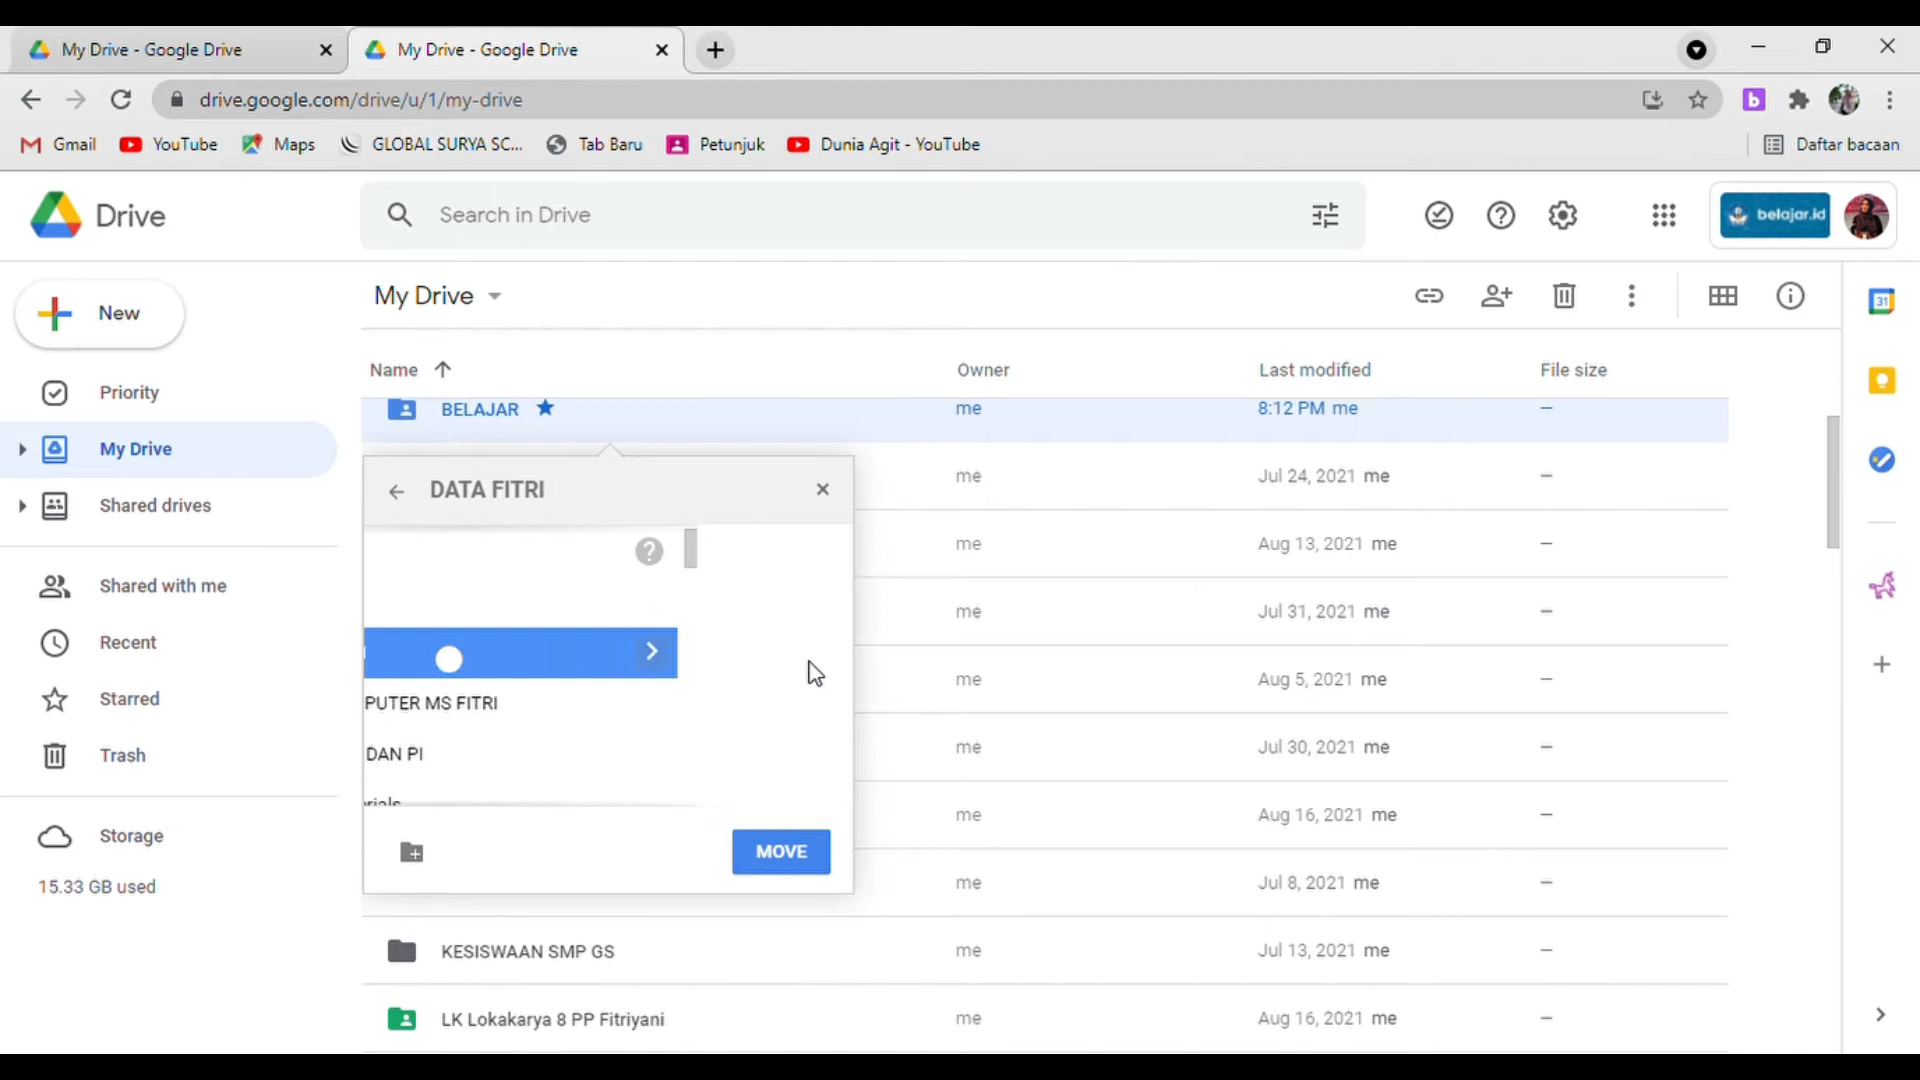 My Drive - Google Drive
My Drive - Google Drive
drive.google.com/drive/u/1/my-drive
Gmail
YouTube
Maps
GLOBAL SURYA SC...
Tab Baru
Petunjuk
Dunia Agit - YouTube
Daftar bacaan
Drive
Search in Drive
belajar.id
New
My Drive
Name
Owner
Last modified
File size
Priority
My Drive
Shared drives
Shared with me
Recent
Starred
Trash
Storage
15.33 GB used
BELAJAR
me
8:12 PM me
–
DATA FITRI
me
Jul 24, 2021 me
–
me
Aug 13, 2021 me
–
me
Jul 31, 2021 me
–
PUTER MS FITRI
me
Aug 5, 2021 me
–
DAN PI
me
Jul 30, 2021 me
–
MOVE
me
Aug 16, 2021 me
–
me
Jul 8, 2021 me
–
KESISWAAN SMP GS
me
Jul 13, 2021 me
–
LK Lokakarya 8 PP Fitriyani
me
Aug 16, 2021 me
–
31